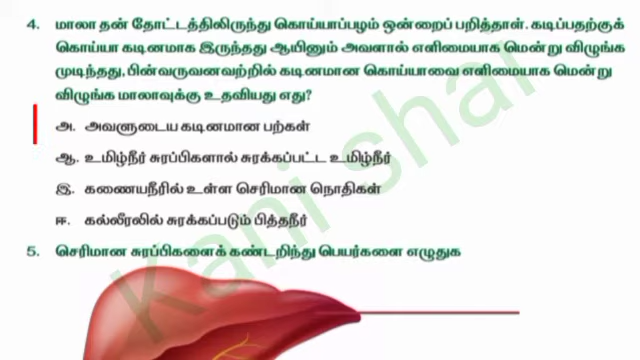 4. மாலா தன் தோட்டத்திலிருந்து கொய்யாப்பழம் ஒன்றைப் பறித்தாள். கடிப்பதற்குக்
கொய்யா கடினமாக இருந்தது ஆயினும் அவளால் எளிமையாக மென்று விழுங்க
முடிந்தது, பின்வருவனவற்றில் கடினமான கொய்யாவை எளிமையாக மென்று
விழுங்க மாலாவுக்கு உதவியது எது?
அ. அவளுடைய கடினமான பற்கள்
ஆ. உமிழ்நீர் சுரப்பிகளால் சுரக்கப்பட்ட உமிழ்நீர்
இ. கணையநீரில் உள்ள செரிமான நொதிகள்
ஈ. கல்லீரலில் சுரக்கப்படும் பித்தநீர்
5. செரிமான சுரப்பிகளைக் கண்டறிந்து பெயர்களை எழுதுக
Kani shai